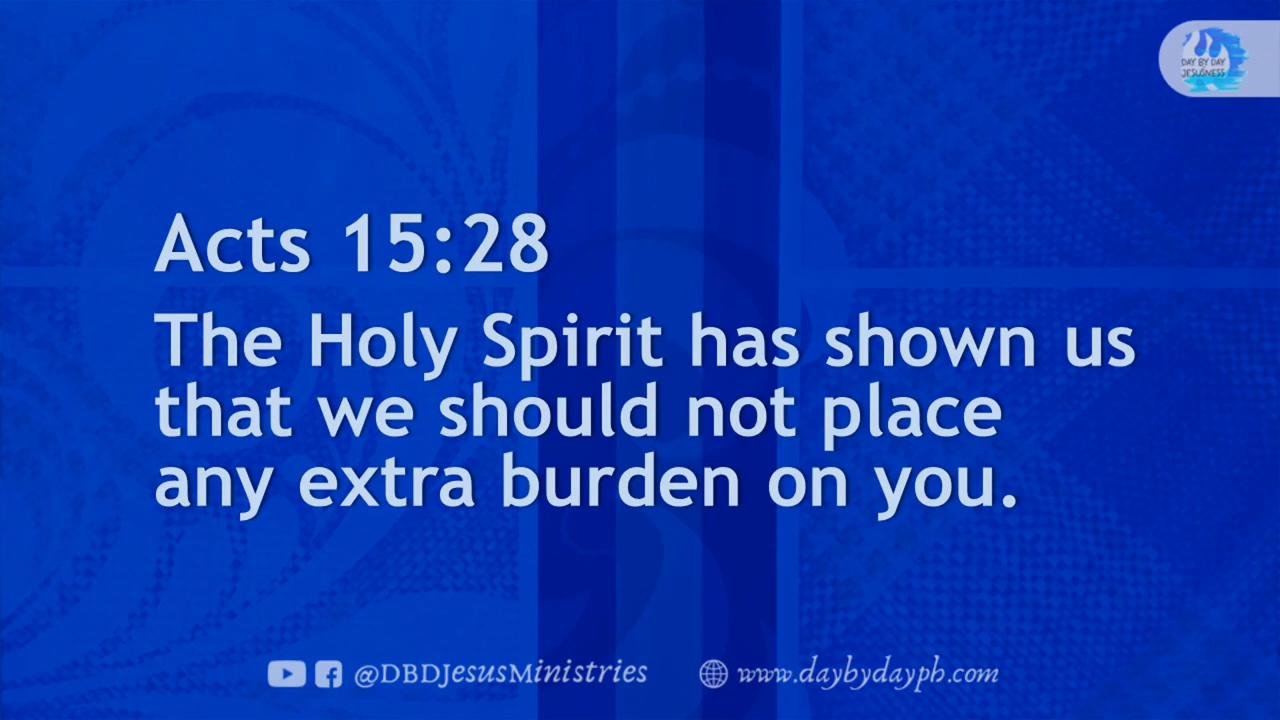 DAY BY DAY
JESUSNESS
Acts 15:28
The Holy Spirit has shown us
that we should not place
any extra burden on you.
@DBDJesusMinistries
www.daybydayph.com